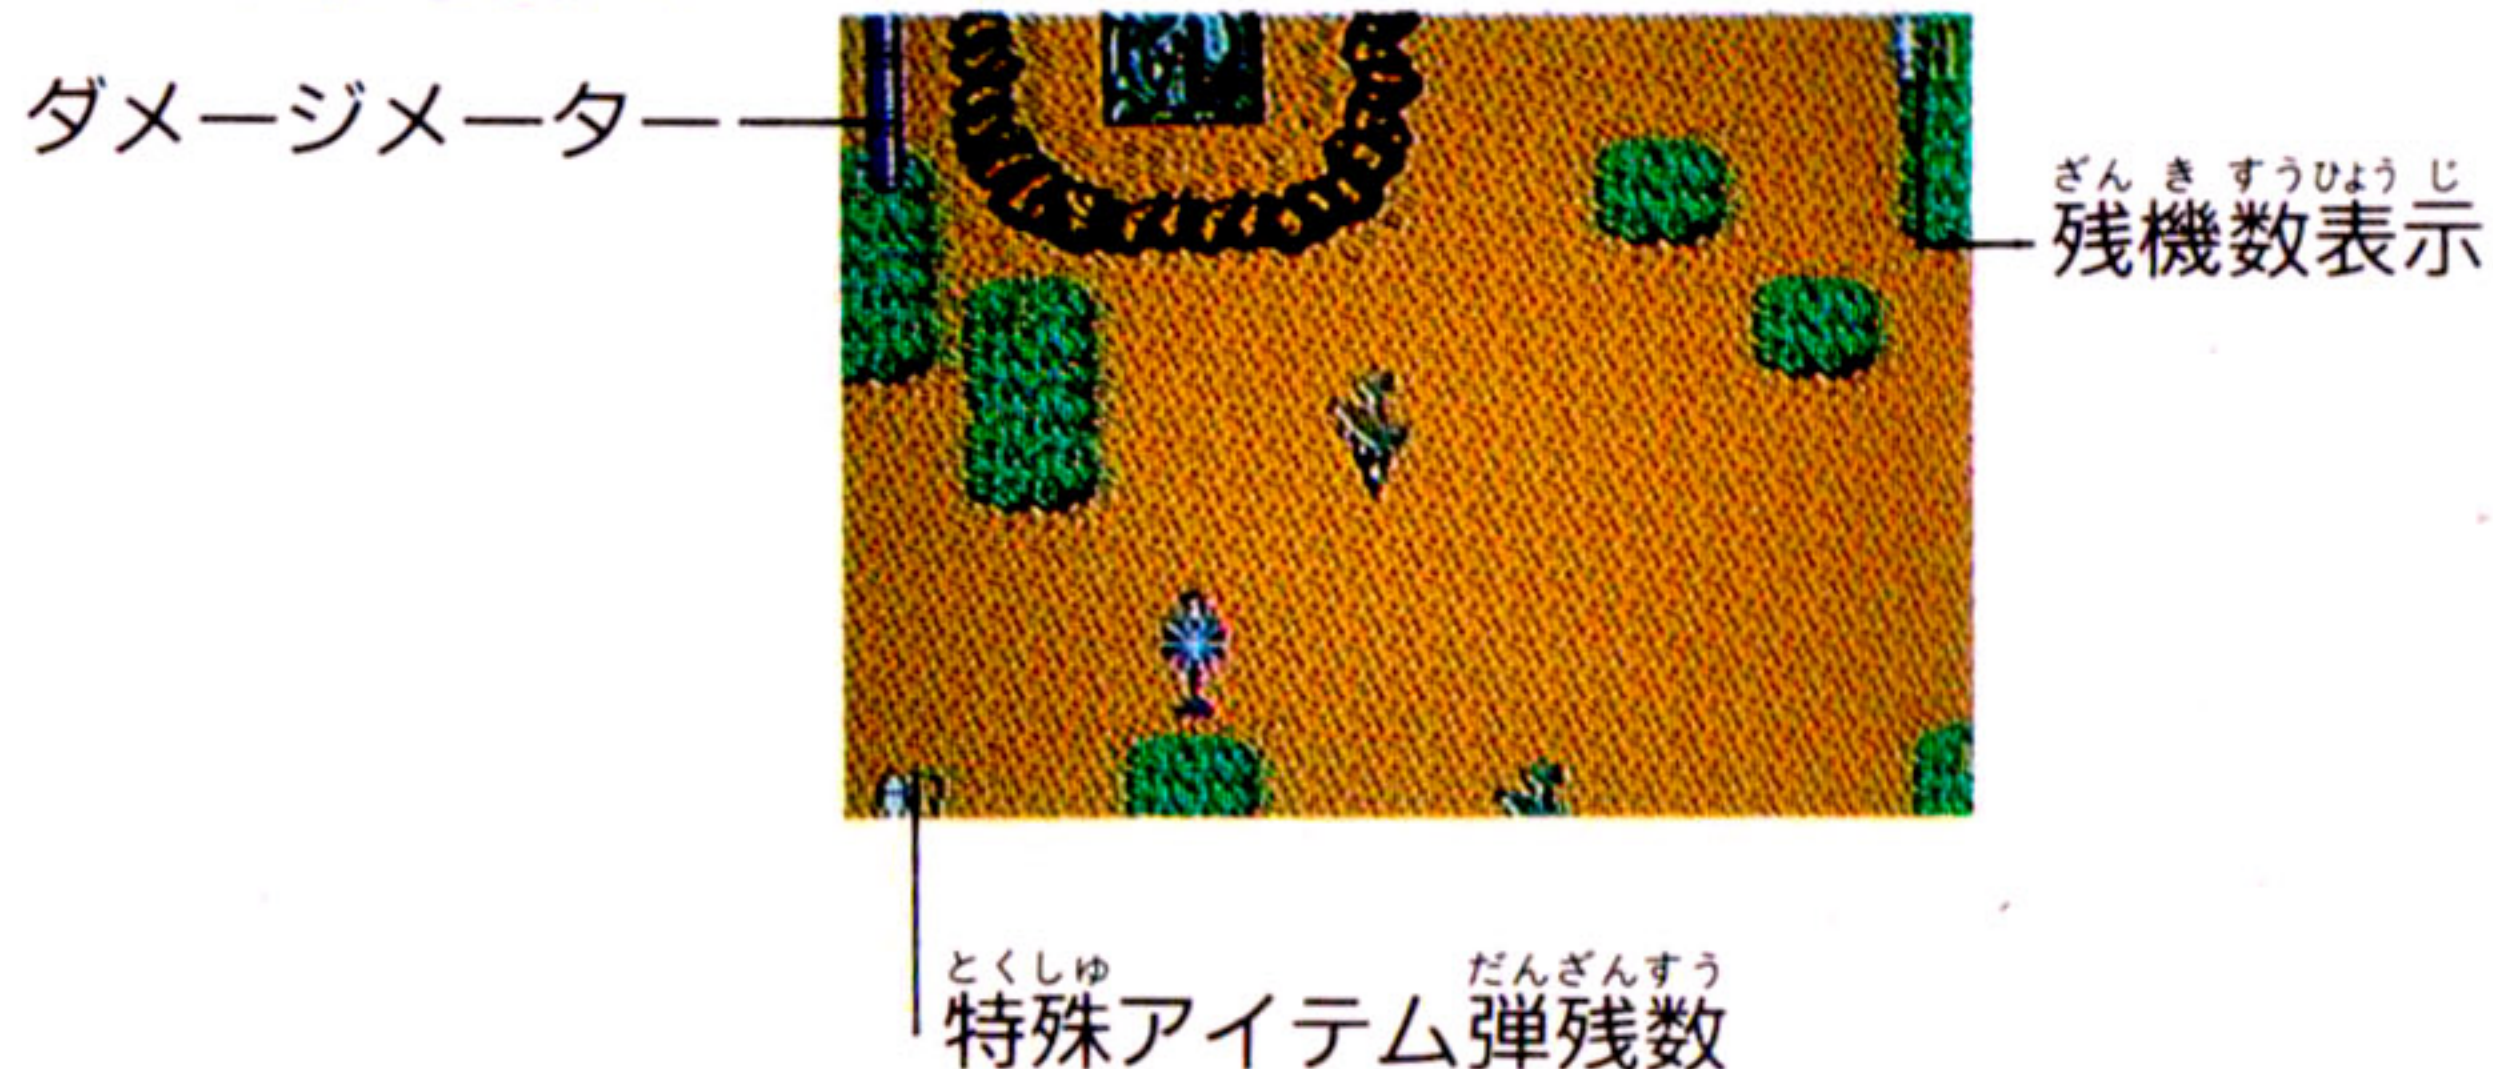 ダメージメーター
ざんきすうひょうじ
残機数表示
とくしゅ だんざんすう
特殊アイテム弾残数